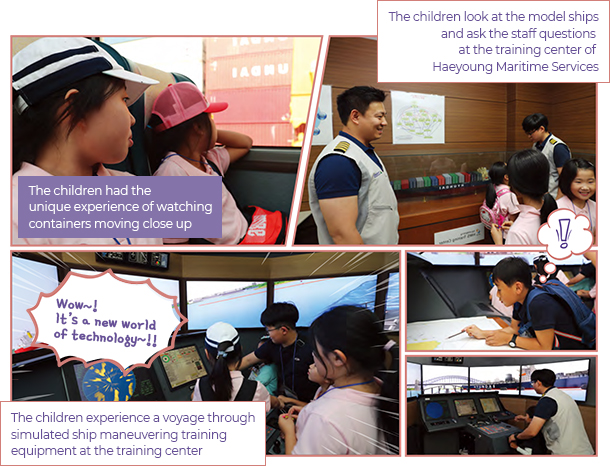 The children look at the model ships
and ask the staff questions
at the training center of
Haeyoung Maritime Services
The children had the
unique experience of watching
containers moving close up
Wow~!
It's a new world
of technology~!!
!
The children experience a voyage through
simulated ship maneuvering training
equipment at the training center